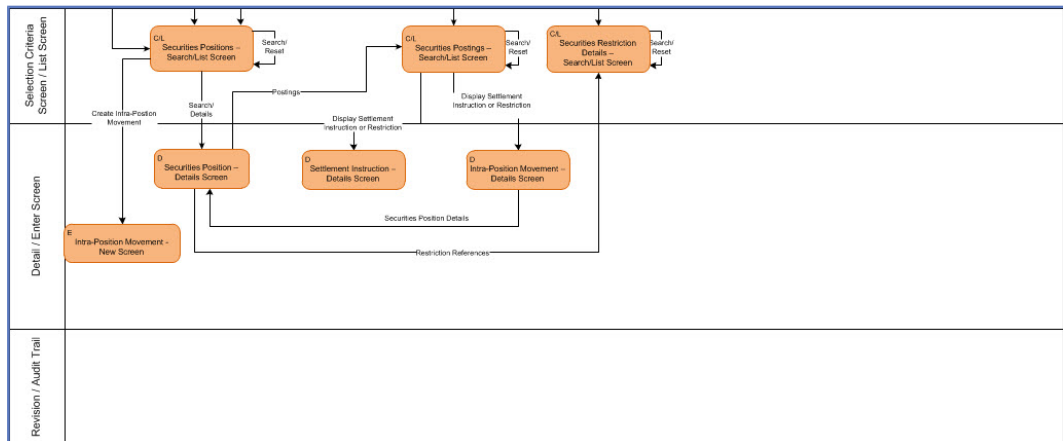 Selection Criteria
Screen / List Screen
C/L
Securities Positions –
Search/List Screen
Search/
Reset
C/L
Securities Postings –
Search/List Screen
Search/
Reset
C/L
Securities Restriction
Details –
Search/List Screen
Search/
Reset
Postings
Search/
Details
Create Intra-Postion
Movement
Display Settlement
Instruction or Restriction
Display Settlement
Instruction or Restriction
Detail / Enter Screen
D
Securities Position –
Details Screen
D
Settlement Instruction –
Details Screen
D
Intra-Position Movement –
Details Screen
Securities Position Details
E
Intra-Position Movement -
New Screen
Restriction References
Revision / Audit Trail